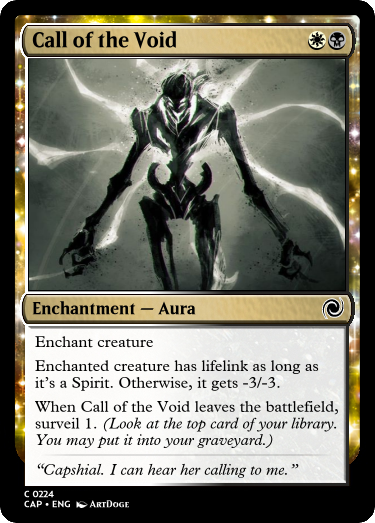 Call of the Void
Enchantment — Aura
Enchant creature
Enchanted creature has lifelink as long as
it's a Spirit. Otherwise, it gets -3/-3.
When Call of the Void leaves the battlefield,
surveil 1. (Look at the top card of your library.
You may put it into your graveyard.)
“Capshial. I can hear her calling to me.”
C 0224
CAP • ENG ArtDoge